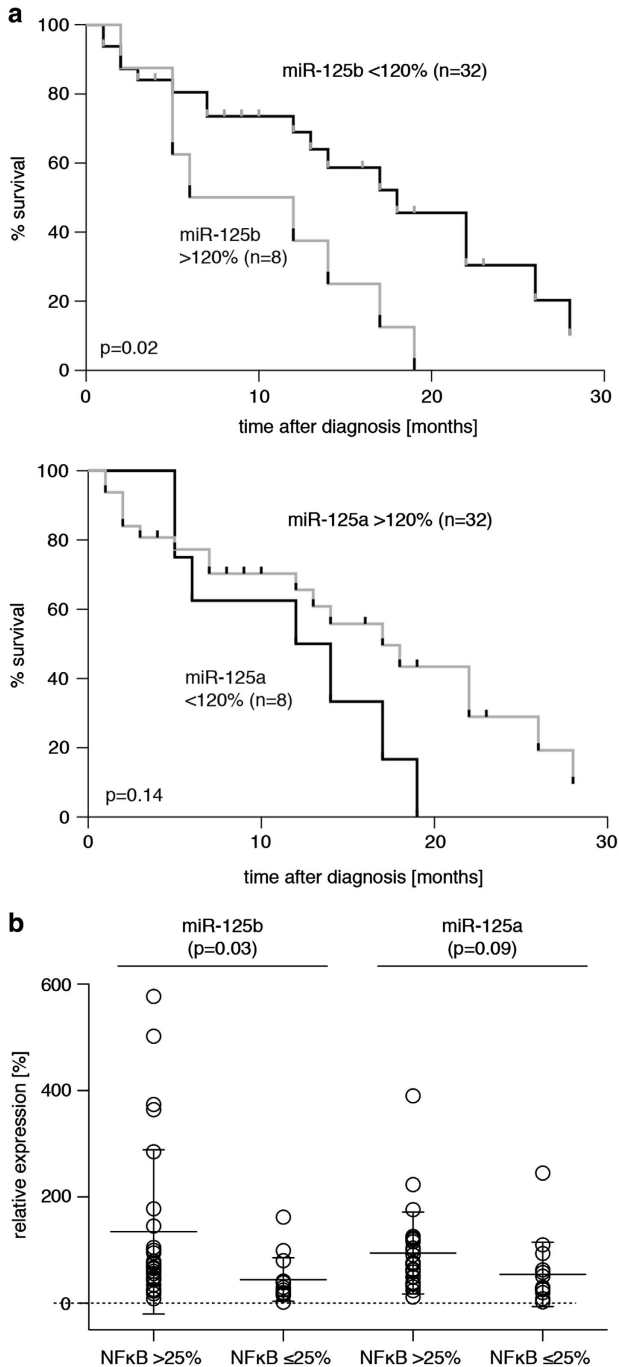 a
100
80
60
40
20
0
% survival
miR-125b <120% (n=32)
miR-125b
>120% (n=8)
p=0.02
0
10
20
30
time after diagnosis [months]
100
80
60
40
20
0
% survival
miR-125a >120% (n=32)
miR-125a
<120% (n=8)
p=0.14
0
10
20
30
time after diagnosis [months]
b
miR-125b
(p=0.03)
miR-125a
(p=0.09)
600
400
200
0
relative expression [%]
NFκB >25%
NFκB ≤25%
NFκB >25%
NFκB ≤25%